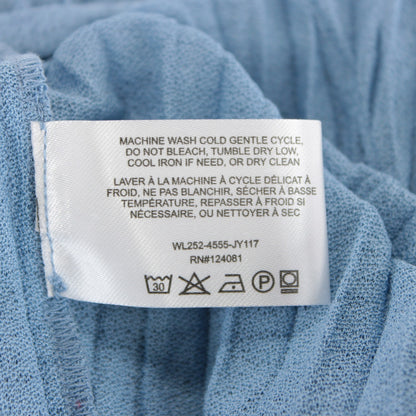 MACHINE WASH COLD GENTLE CYCLE,
DO NOT BLEACH, TUMBLE DRY LOW,
COOL IRON IF NEED, OR DRY CLEAN
LAVER À LA MACHINE À CYCLE DÉLICAT À
FROID, NE PAS BLANCHIR, SÉCHER À BASSE
TEMPÉRATURE, REPASSER À FROID SI
NÉCESSAIRE, OU NETTOYER À SEC
WL252-4555-JY117
RN#124081
30 P